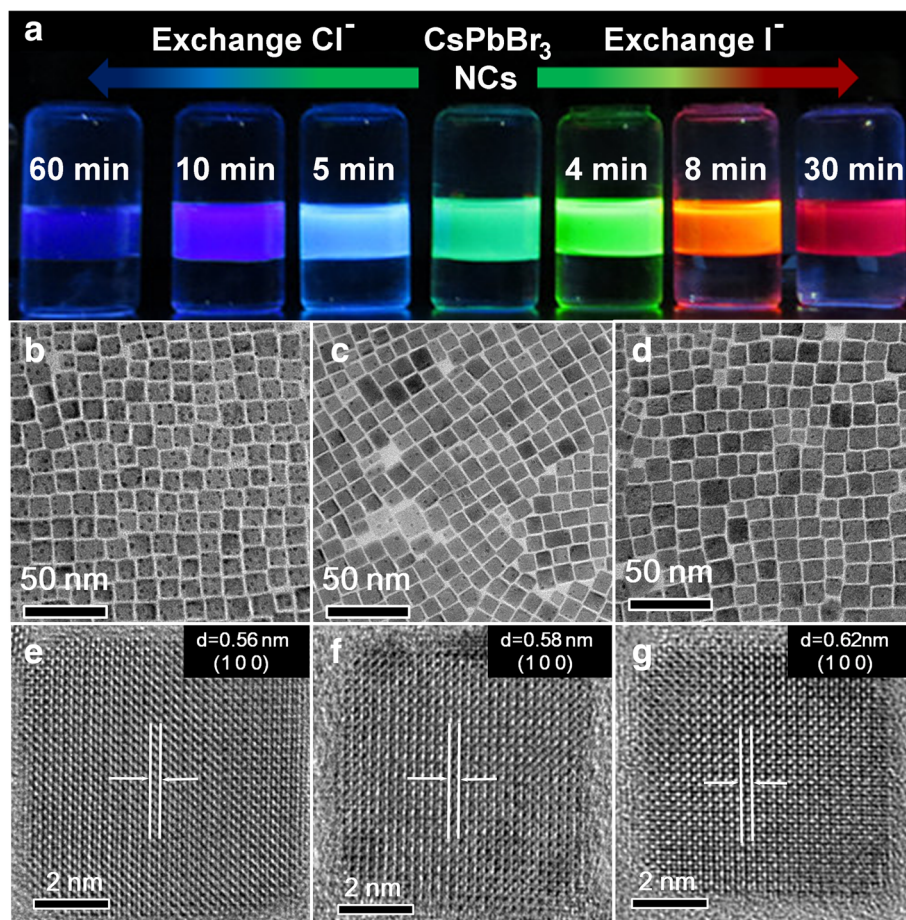 a
Exchange Cl⁻
CsPbBr₃
NCs
Exchange I⁻
60 min
10 min
5 min
4 min
8 min
30 min
b
50 nm
c
50 nm
d
50 nm
e
d=0.56 nm
(1 0 0)
2 nm
f
d=0.58 nm
(1 0 0)
2 nm
g
d=0.62nm
(1 0 0)
2 nm